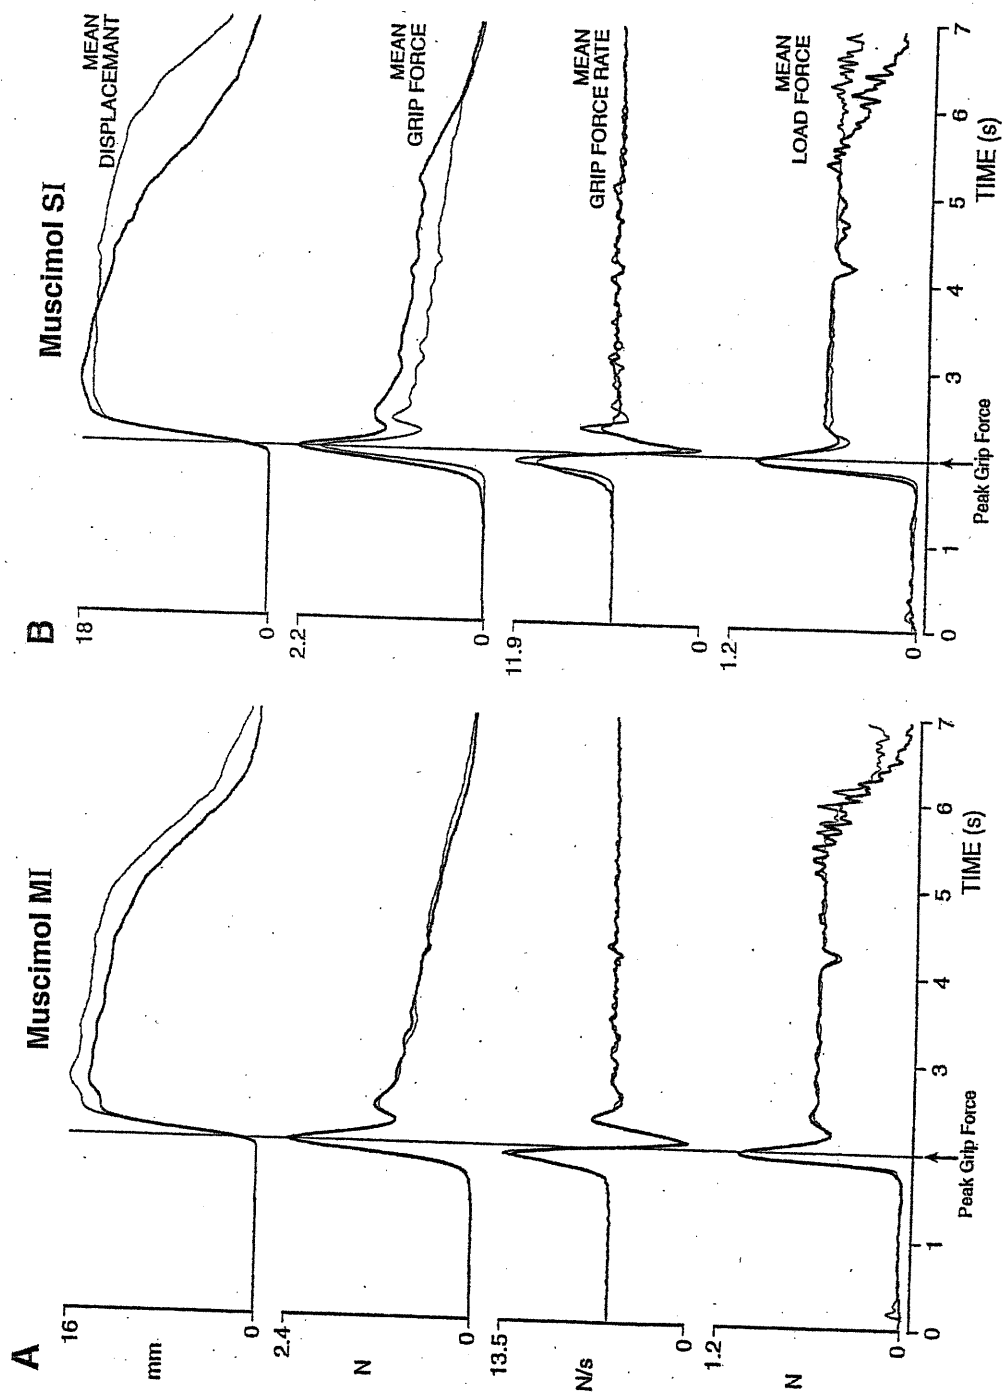 A
Muscimol MI
16
mm
0
2.4
N
0
13.5
N/s
0
1.2
N
0
0
1
3
4
5
6
7
Peak Grip Force
TIME (s)
B
Muscimol SI
MEAN
DISPLACEMANT
18
0
MEAN
GRIP FORCE
2.2
0
MEAN
GRIP FORCE RATE
11.9
0
MEAN
LOAD FORCE
1.2
0
0
1
3
4
5
6
7
Peak Grip Force
TIME (s)